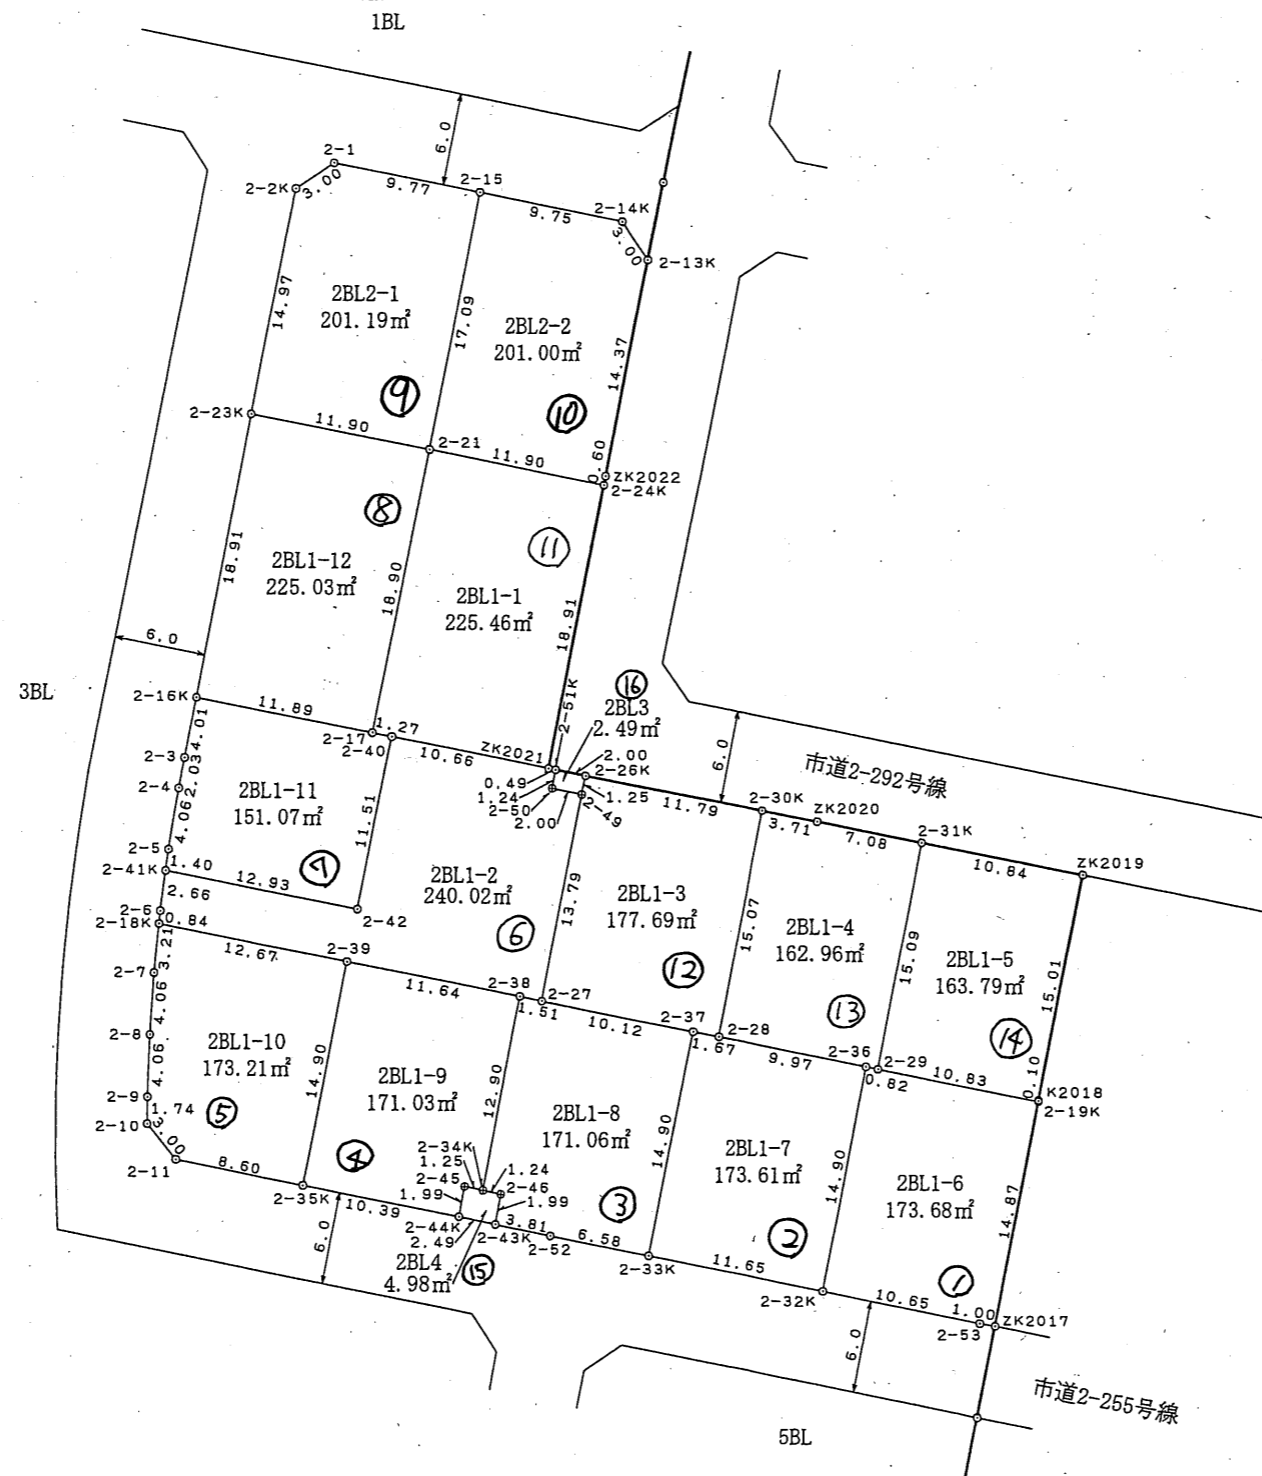 1BL
6.0
2-1
2-2K
3.00
9.77
2-15
9.75
2-14K
3.00
2-13K
14.97
2BL2-1
201.19㎡
17.09
2BL2-2
201.00㎡
14.37
⑨
⑩
2-23K
11.90
2-21
11.90
0.60
ZK2022
2-24K
⑧
⑪
18.91
2BL1-12
225.03㎡
18.90
2BL1-1
225.46㎡
18.91
6.0
3BL
2-16K
11.89
2-17
1.27
2-40
10.66
ZK2021
2-51K
⑯
2BL3
2.49㎡
2.00
2-26K
0.49
1.24
2-50
2.00
1.25
2-49
6.0
市道2-292号線
11.79
2-30K
3.71
ZK2020
7.08
2-31K
10.84
ZK2019
4.01
2-3
2.03
2-4
4.06
2-5
2BL1-11
151.07㎡
11.51
1.40
2-41K
12.93
⑦
2-42
2.66
2-6
2-18K
0.84
2BL1-2
240.02㎡
⑥
13.79
2BL1-3
177.69㎡
⑫
15.07
2BL1-4
162.96㎡
⑬
15.09
2BL1-5
163.79㎡
⑭
15.01
3.21
2-7
12.67
2-39
11.64
2-38
1.51
2-27
10.12
2-37
1.67
2-28
9.97
2-36
0.82
2-29
10.83
0.10
K2018
2-19K
4.06
2-8
4.06
2-9
1.74
2-10
3.00
2-11
2BL1-10
173.21㎡
⑤
14.90
2BL1-9
171.03㎡
④
12.90
2BL1-8
171.06㎡
③
14.90
2BL1-7
173.61㎡
②
14.90
2BL1-6
173.68㎡
①
14.87
8.60
2-35K
10.39
2-34K
1.25
2-45
1.24
2-46
1.99
1.99
2-44K
2.49
2-43K
3.81
2-52
6.58
2-33K
11.65
2-32K
10.65
1.00
2-53
ZK2017
6.0
2BL4
4.98㎡
⑮
6.0
市道2-255号線
5BL